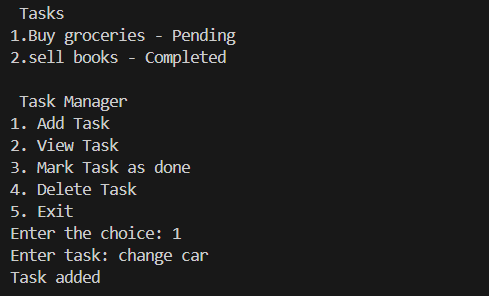 Tasks
1.Buy groceries - Pending
2.sell books - Completed
Task Manager
1. Add Task
2. View Task
3. Mark Task as done
4. Delete Task
5. Exit
Enter the choice: 1
Enter task: change car
Task added